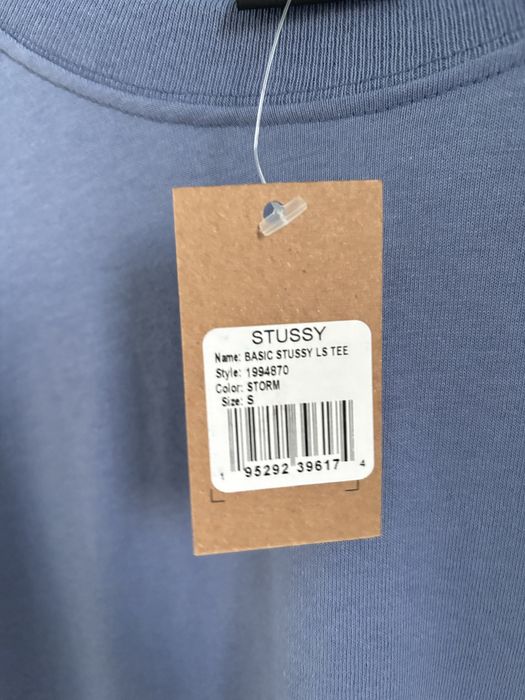 STUSSY
Name: BASIC STUSSY LS TEE
Style: 1994870
Color: STORM
Size: S
1 95292 39617 4